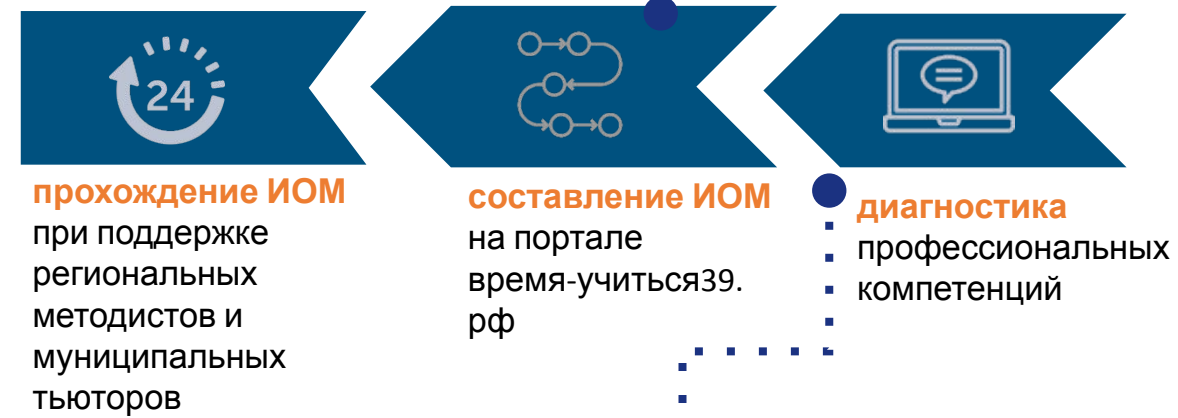 24
прохождение ИОМ
при поддержке
региональных
методистов и
муниципальных
тьюторов
составление ИОМ
на портале
время-учиться39.
рф
диагностика
профессиональных
компетенций